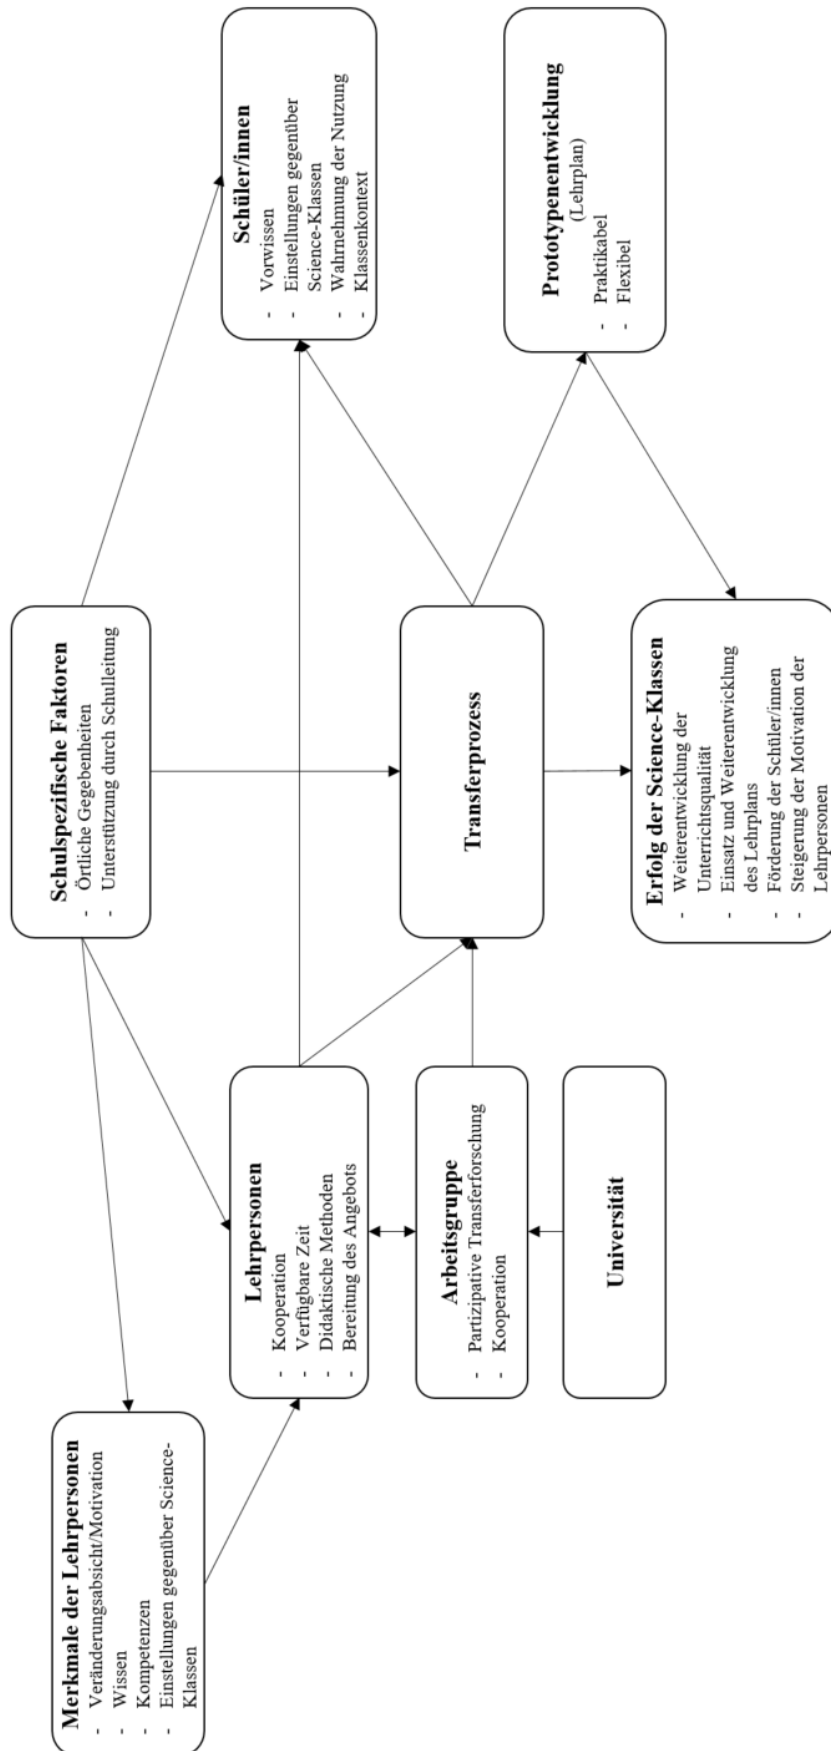 Merkmale der Lehrpersonen
- Veränderungsabsicht/Motivation
- Wissen
- Kompetenzen
- Einstellungen gegenüber Science-
Klassen
Schulspezifische Faktoren
- Örtliche Gegebenheiten
- Unterstützung durch Schulleitung
Schüler/innen
- Vorwissen
- Einstellungen gegenüber
Science-Klassen
- Wahrnehmung der Nutzung
- Klassenkontext
Lehrpersonen
- Kooperation
- Verfügbare Zeit
- Didaktische Methoden
- Bereitung des Angebots
Arbeitsgruppe
- Partizipative Transferforschung
- Kooperation
Universität
Transferprozess
Prototypenentwicklung
(Lehrplan)
- Praktikabel
- Flexibel
Erfolg der Science-Klassen
- Weiterentwicklung der
Unterrichtsqualität
- Einsatz und Weiterentwicklung
des Lehrplans
- Förderung der Schüler/innen
- Steigerung der Motivation der
Lehrpersonen